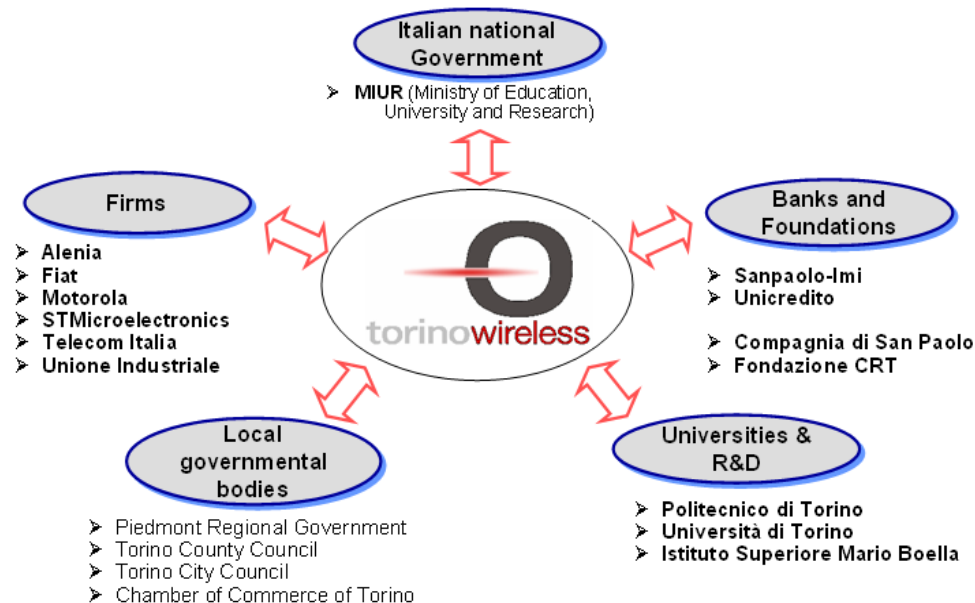 Italian national
Government
➢ MIUR (Ministry of Education,
University and Research)
Firms
➢ Alenia
➢ Fiat
➢ Motorola
➢ STMicroelectronics
➢ Telecom Italia
➢ Unione Industriale
torinowireless
Banks and
Foundations
➢ Sanpaolo-Imi
➢ Unicredito
➢ Compagnia di San Paolo
➢ Fondazione CRT
Local
governmental
bodies
➢ Piedmont Regional Government
➢ Torino County Council
➢ Torino City Council
➢ Chamber of Commerce of Torino
Universities &
R&D
➢ Politecnico di Torino
➢ Università di Torino
➢ Istituto Superiore Mario Boella